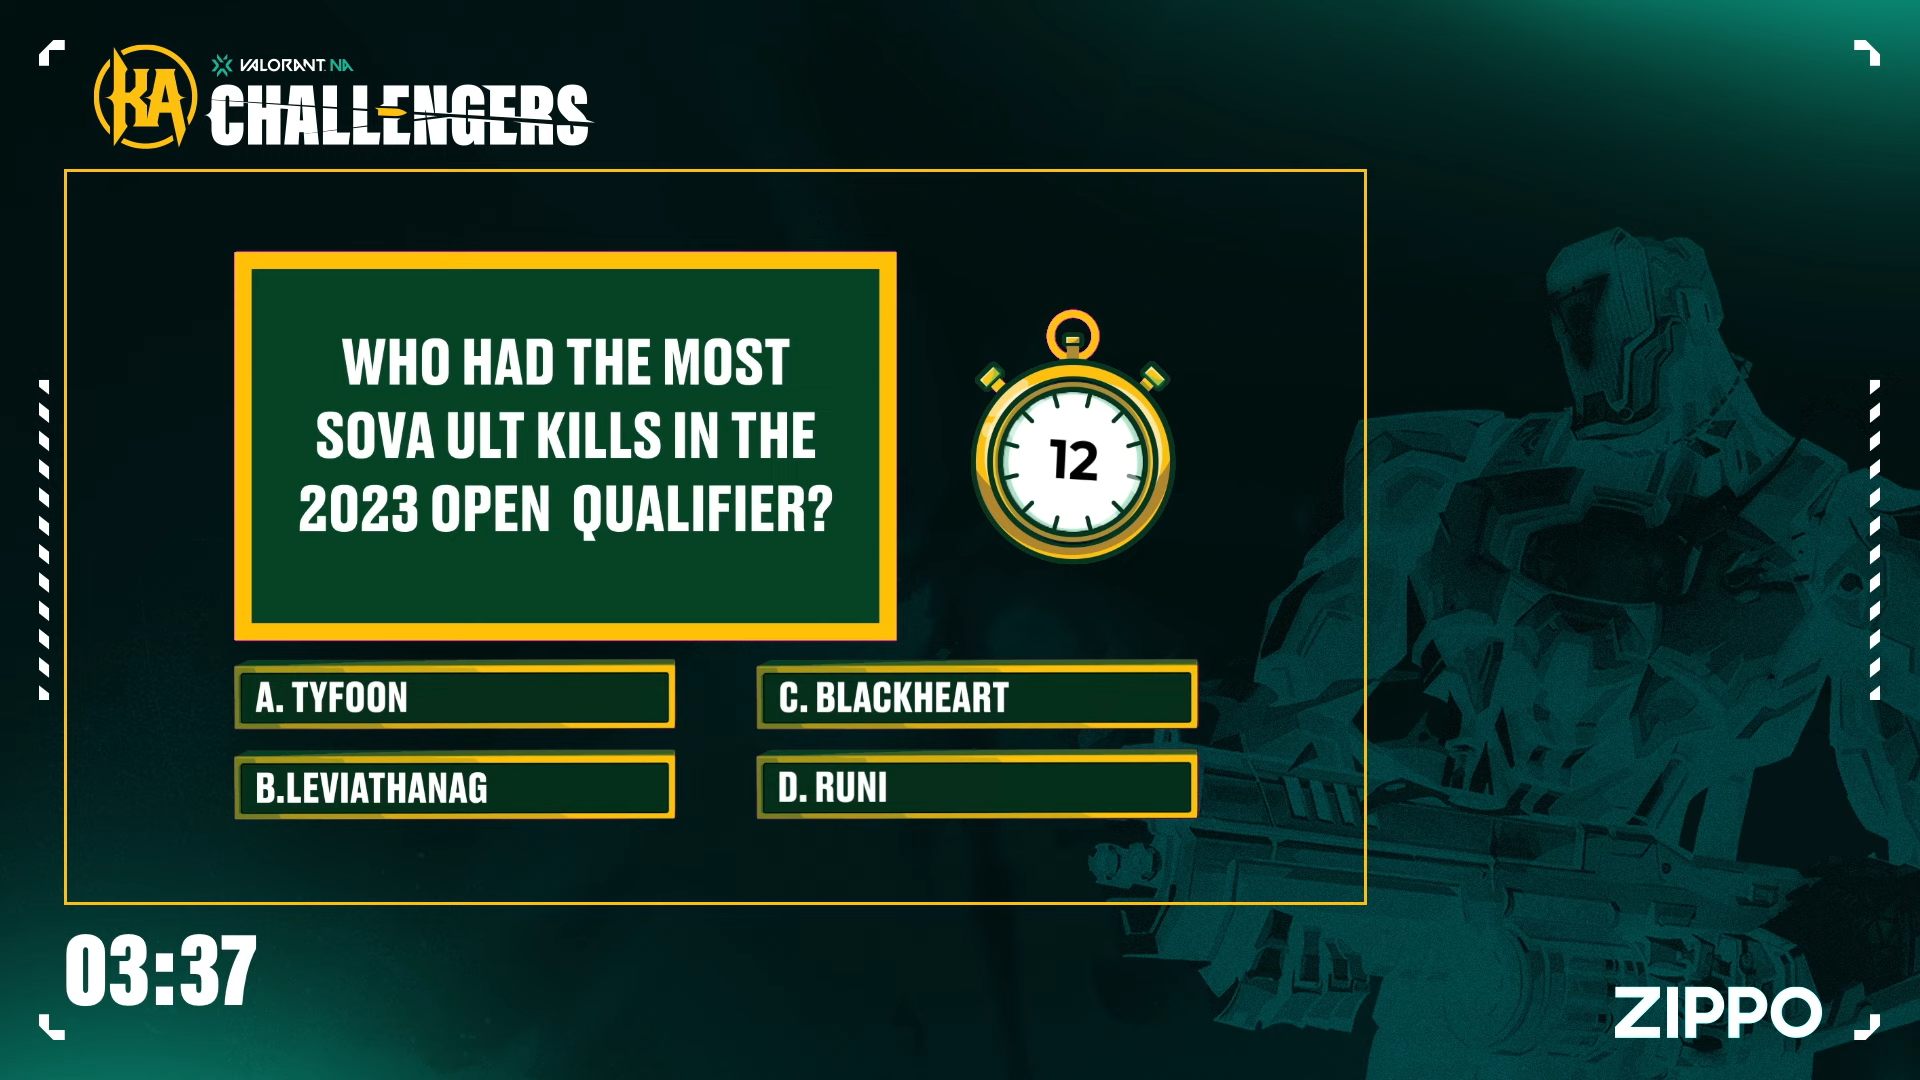 KA
VALORANT NA
CHALLENGERS
WHO HAD THE MOST
SOVA ULT KILLS IN THE
2023 OPEN QUALIFIER?
12
A. TYFOON
C. BLACKHEART
B.LEVIATHANAG
D. RUNI
03:37
ZIPPO